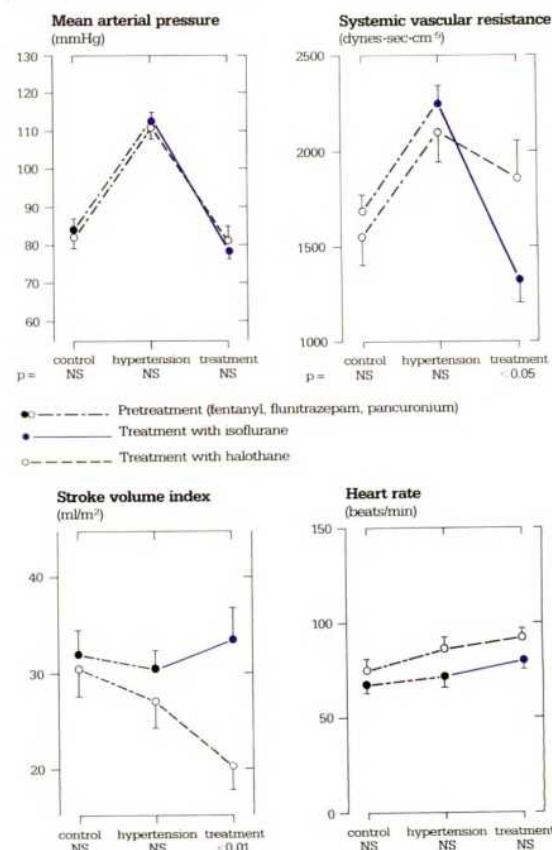 Mean arterial pressure
(mmHg)
130
120
110
100
90
80
70
60
control hypertension treatment
p = NS NS NS
Systemic vascular resistance
(dynes·sec·cm⁻⁵)
2500
2000
1500
1000
control hypertension treatment
p = NS NS <0.05
Pretreatment (fentanyl, flunitrazepam, pancuronium)
Treatment with isoflurane
Treatment with halothane
Stroke volume index
(ml/m²)
40
30
20
control hypertension treatment
NS NS <0.01
Heart rate
(beats/min)
150
100
50
0
control hypertension treatment
NS NS NS